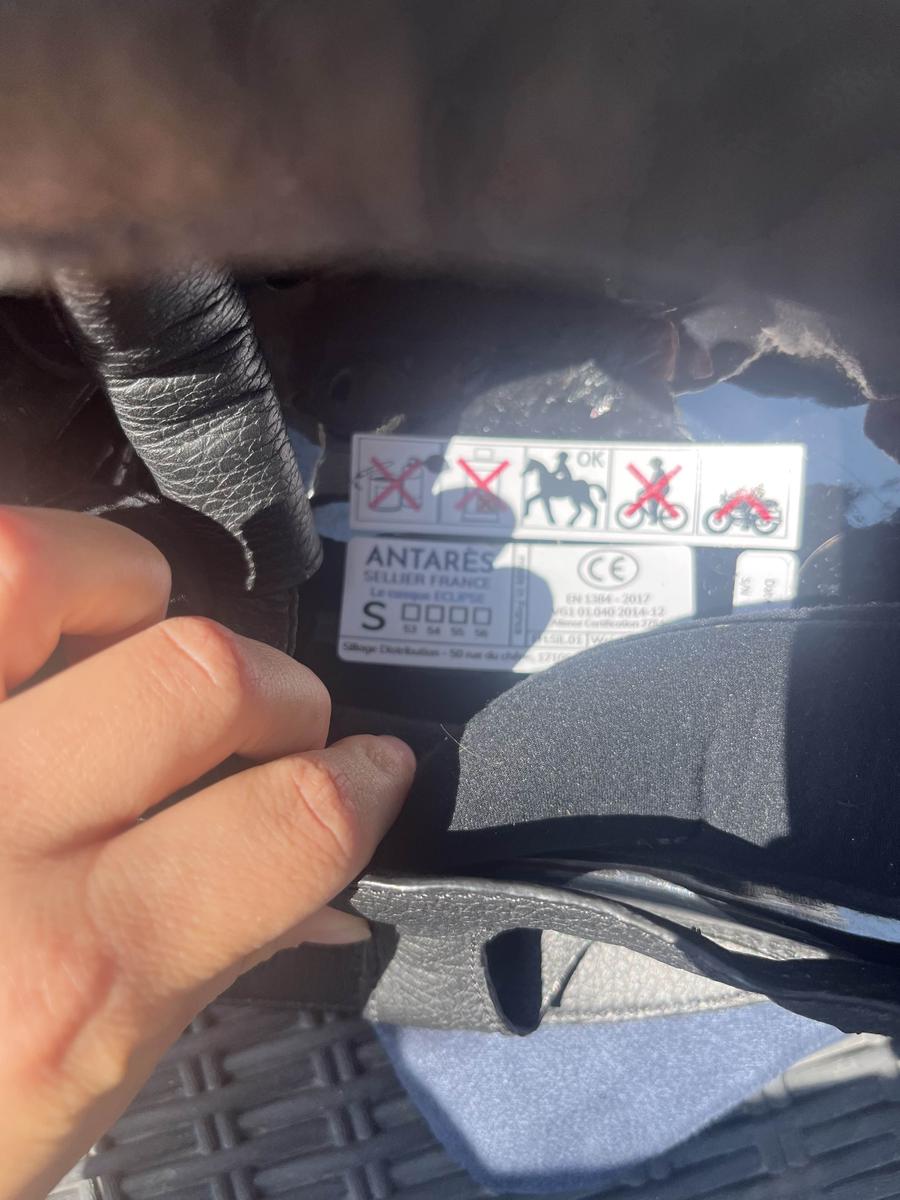 OK
ANTARÈS
SELLIER FRANCE
Le casque ECLIPSE
S
53 54 55 56
CE
EN 1384 - 2017
VG1 01.040 2014-12
Sillage Distribution - 50 rue du
S/N